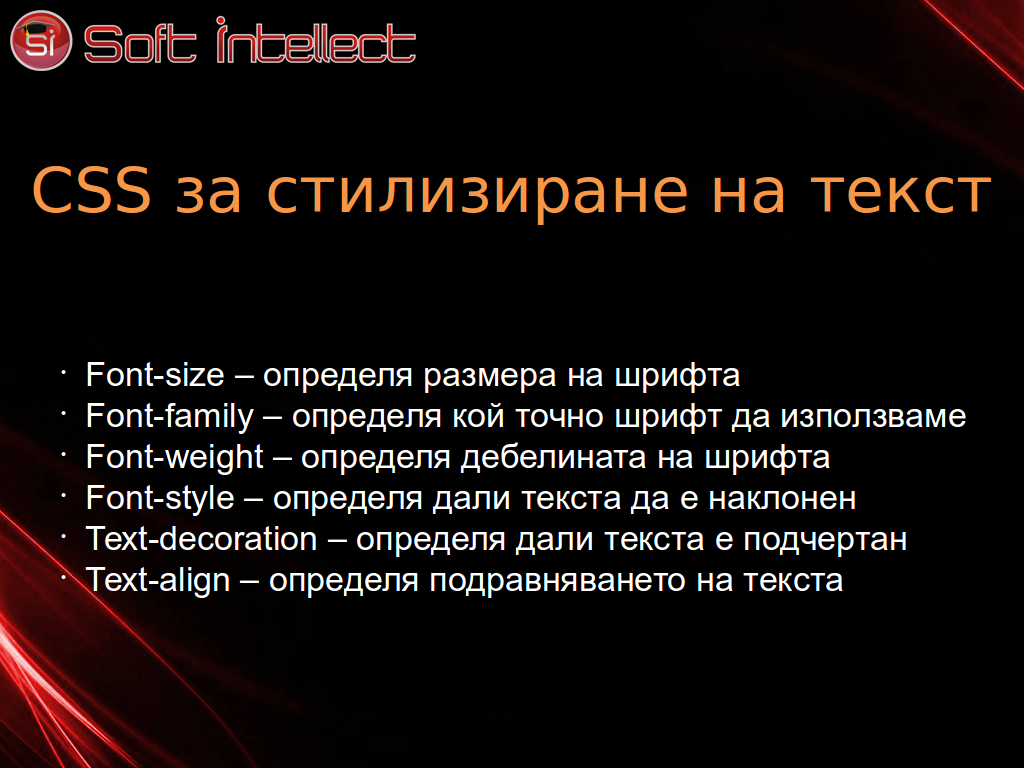 Si Soft Intellect
CSS за стилизиране на текст
· Font-size – определя размера на шрифта
· Font-family – определя кой точно шрифт да използваме
· Font-weight – определя дебелината на шрифта
· Font-style – определя дали текста да е наклонен
· Text-decoration – определя дали текста е подчертан
· Text-align – определя подравняването на текста